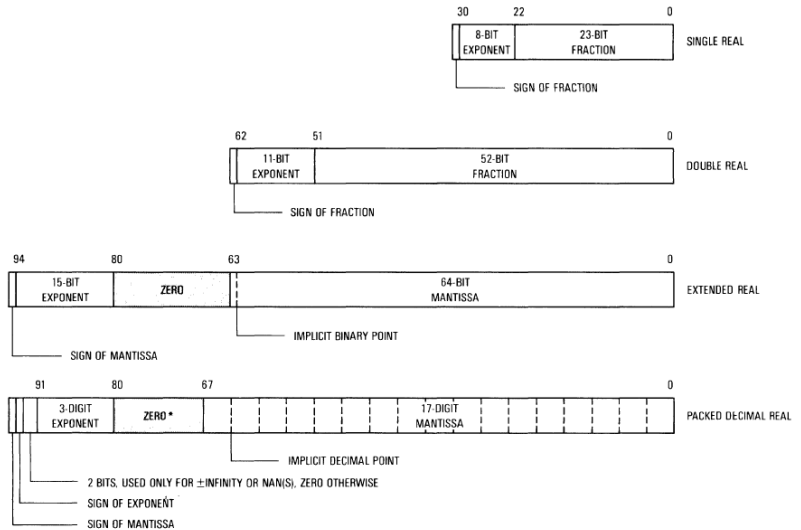 30 22 0
8-BIT 23-BIT
EXPONENT FRACTION
SINGLE REAL
SIGN OF FRACTION
62 51 0
11-BIT 52-BIT
EXPONENT FRACTION
DOUBLE REAL
SIGN OF FRACTION
94 80 63 0
15-BIT 64-BIT
EXPONENT ZERO MANTISSA
EXTENDED REAL
IMPLICIT BINARY POINT
SIGN OF MANTISSA
91 80 67 0
3-DIGIT 17-DIGIT
EXPONENT ZERO* MANTISSA
PACKED DECIMAL REAL
IMPLICIT DECIMAL POINT
2 BITS, USED ONLY FOR ±INFINITY OR NAN(S), ZERO OTHERWISE
SIGN OF EXPONENT
SIGN OF MANTISSA